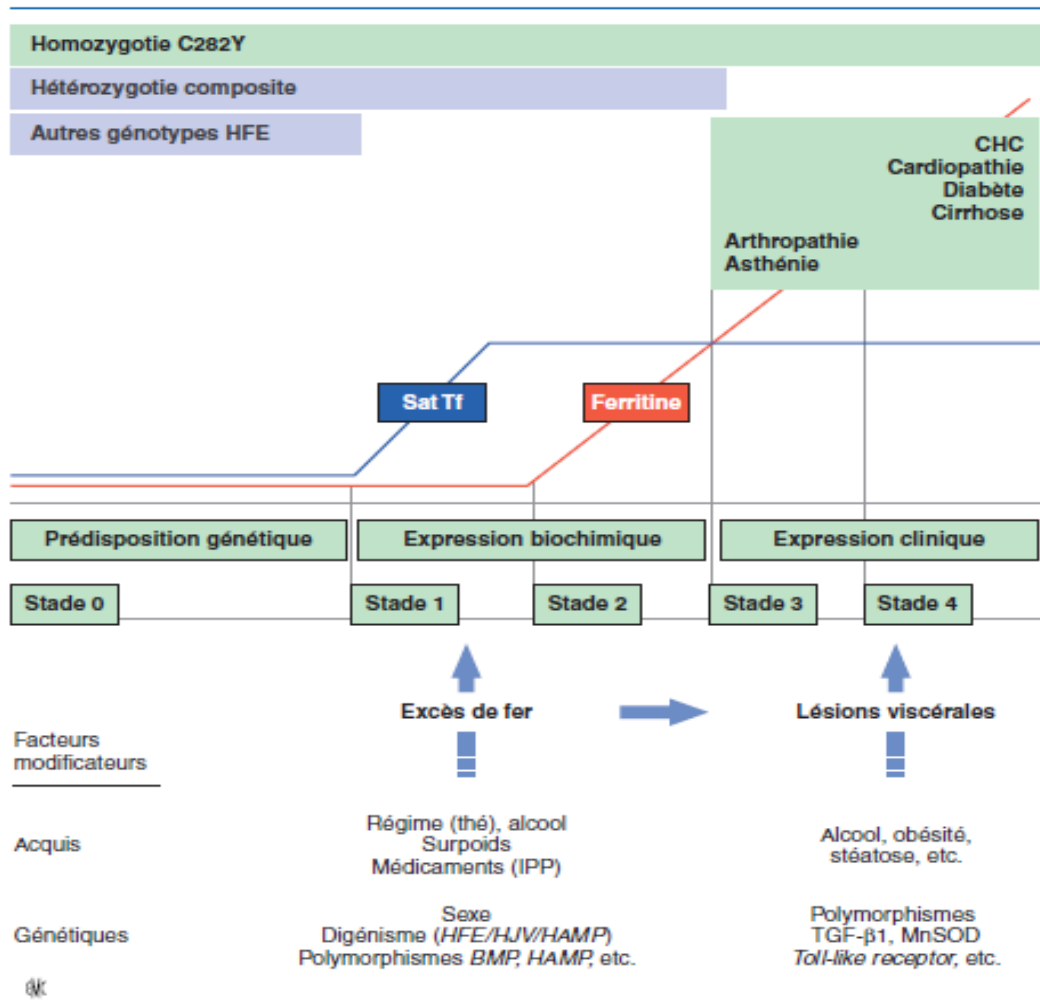 Homozygotie C282Y
Hétérozygotie composite
Autres génotypes HFE
CHC
Cardiopathie
Diabète
Cirrhose
Arthropathie
Asthénie
Sat Tf
Ferritine
Prédisposition génétique
Expression biochimique
Expression clinique
Stade 0
Stade 1
Stade 2
Stade 3
Stade 4
Excès de fer
Lésions viscérales
Facteurs
modificateurs
Acquis
Régime (thé), alcool
Surpoids
Médicaments (IPP)
Alcool, obésité,
stéatose, etc.
Génétiques
Sexe
Digénisme (HFE/HJV/HAMP)
Polymorphismes BMP, HAMP, etc.
Polymorphismes
TGF-β1, MnSOD
Toll-like receptor, etc.